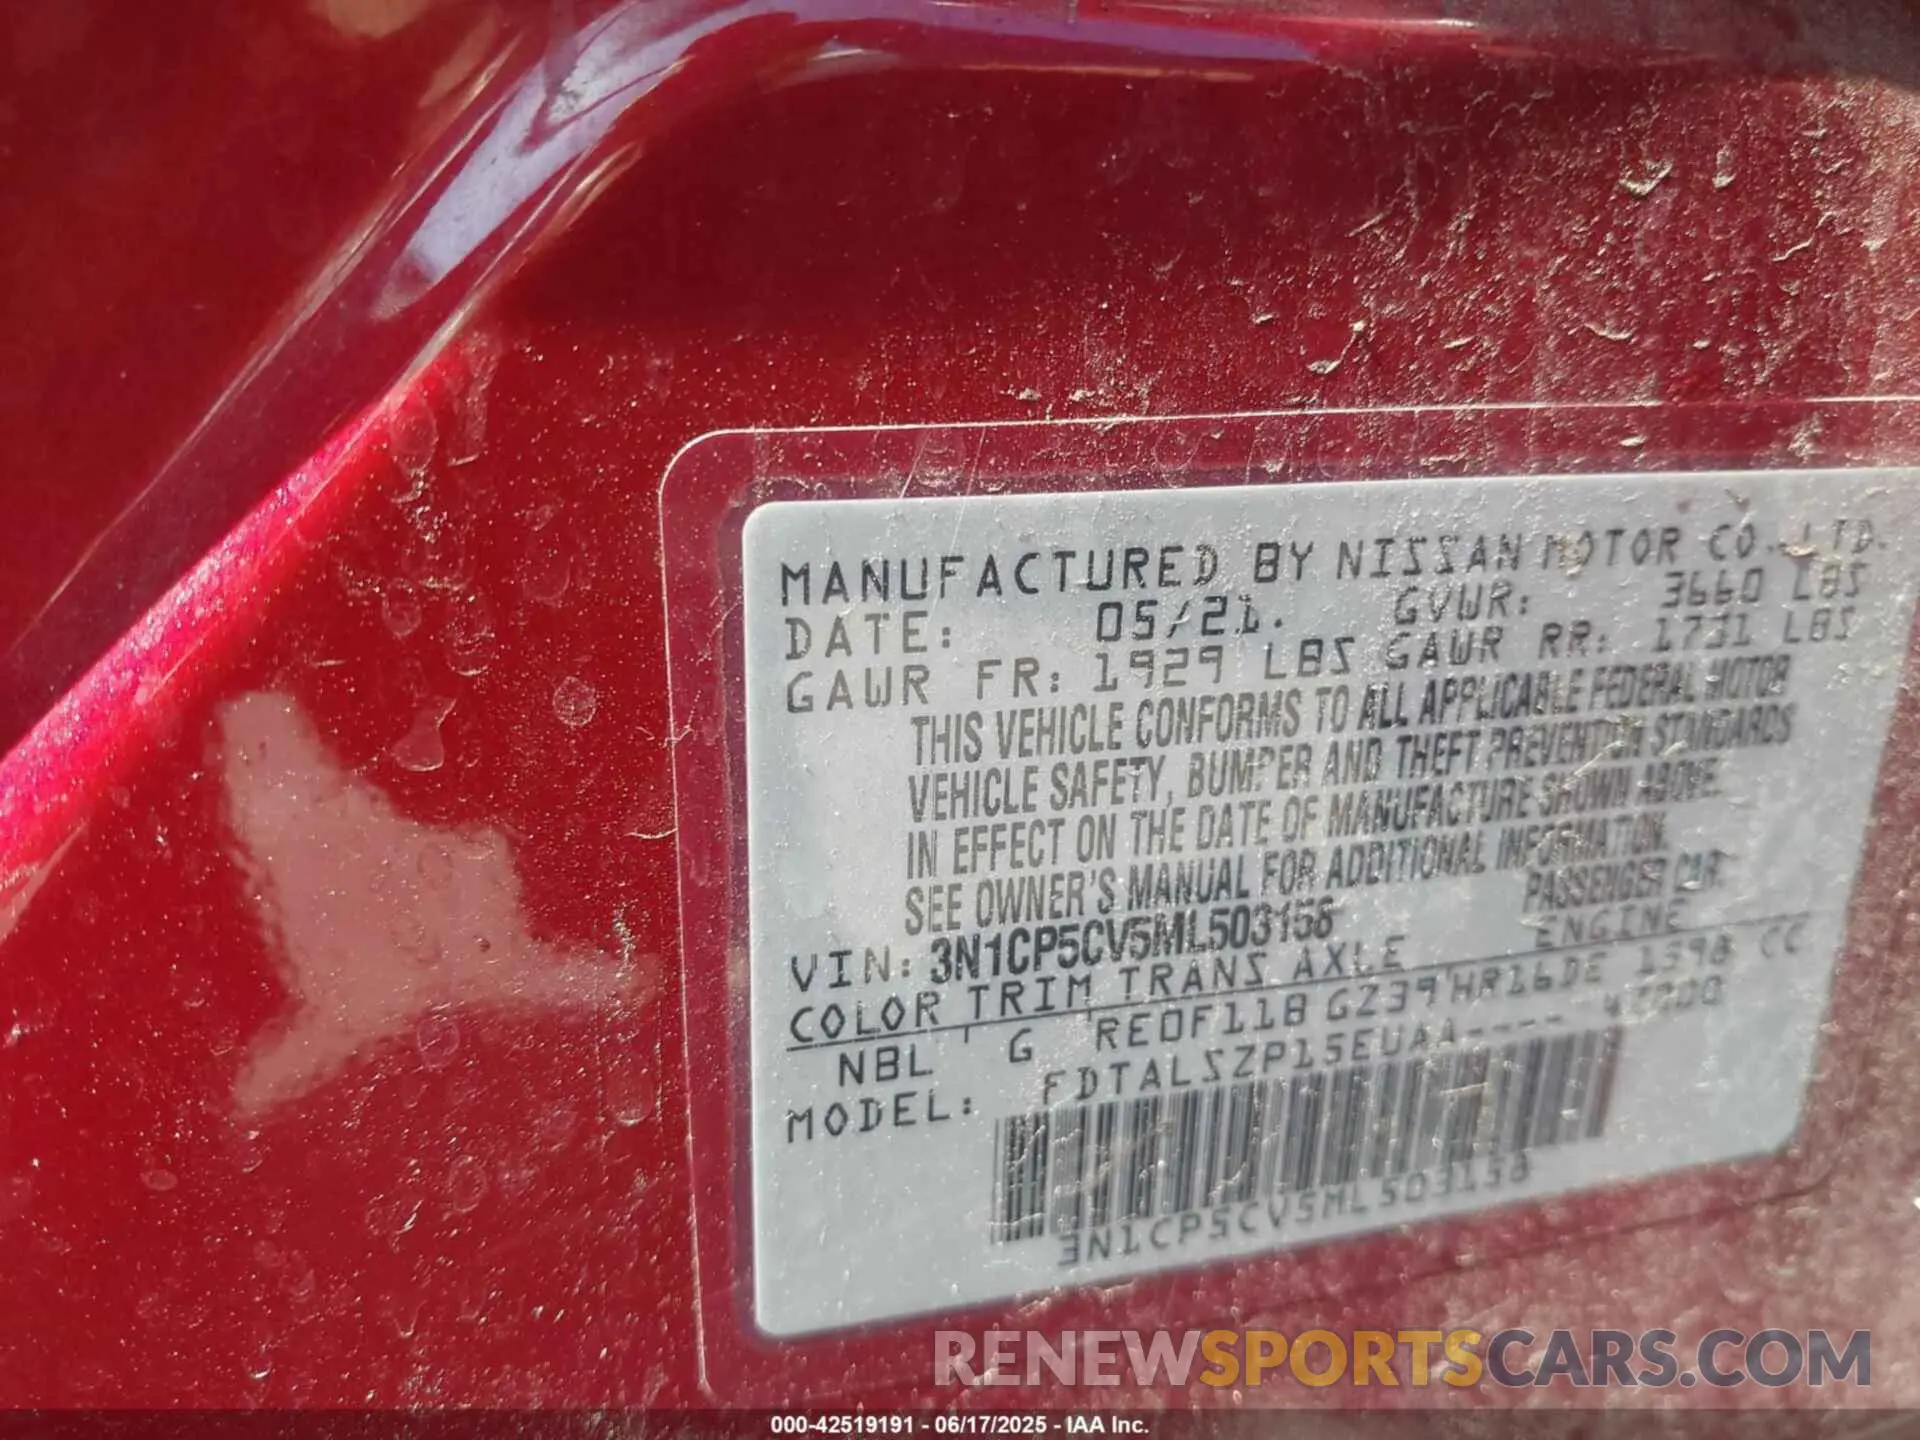 MANUFACTURED BY NISSAN MOTOR CO., LTD.
DATE: 05/21. GVWR: 3660 LBS
GAWR FR: 1929 LBS GAWR RR: 1731 LBS
THIS VEHICLE CONFORMS TO ALL APPLICABLE FEDERAL MOTOR
VEHICLE SAFETY, BUMPER AND THEFT PREVENTION STANDARDS
IN EFFECT ON THE DATE OF MANUFACTURE SHOWN ABOVE.
SEE OWNER'S MANUAL FOR ADDITIONAL INFORMATION.
VIN: 3N1CP5CV5ML503158 PASSENGER CAR
COLOR TRIM TRANS AXLE ENGINE
NBL G RE0F11B GZ39 HR16DE 1598 CC
MODEL: FDTALSZP15EUAA----
3N1CP5CV5ML503158
RENEWSPORTSCARS.COM
000-42519191 - 06/17/2025 - IAA Inc.